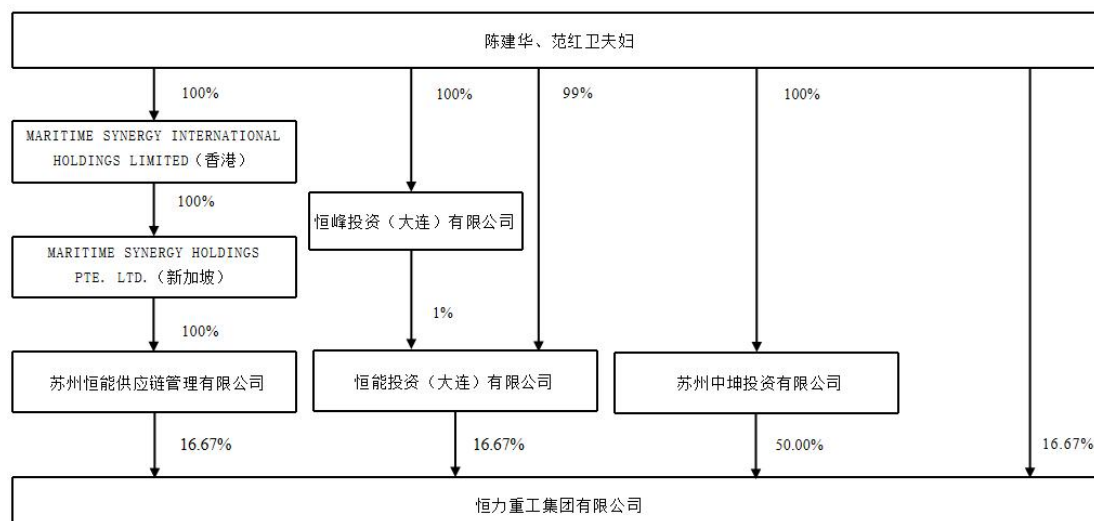 陈建华、范红卫夫妇
100%
100%
99%
100%
MARITIME SYNERGY INTERNATIONAL
HOLDINGS LIMITED（香港）
100%
恒峰投资（大连）有限公司
MARITIME SYNERGY HOLDINGS
PTE. LTD.（新加坡）
1%
100%
苏州恒能供应链管理有限公司
恒能投资（大连）有限公司
苏州中坤投资有限公司
16.67%
16.67%
50.00%
16.67%
恒力重工集团有限公司